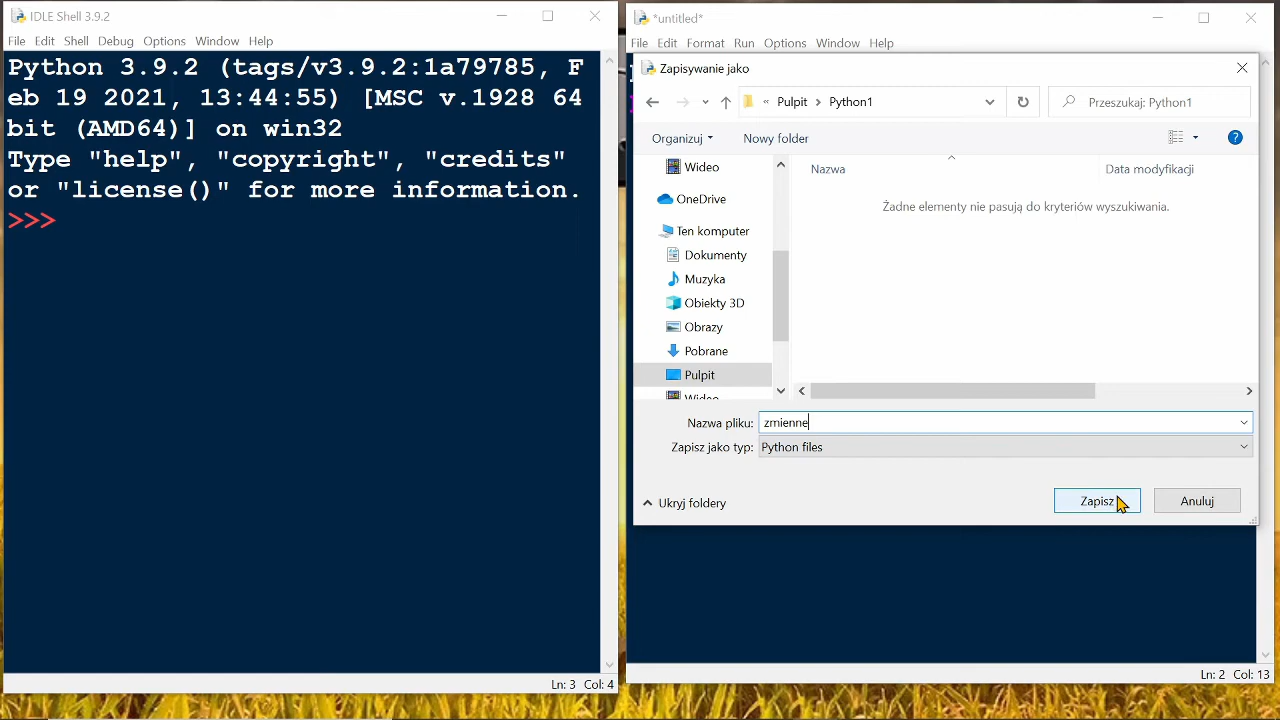 IDLE Shell 3.9.2
File Edit Shell Debug Options Window Help
Python 3.9.2 (tags/v3.9.2:1a79785, F
eb 19 2021, 13:44:55) [MSC v.1928 64
bit (AMD64)] on win32
Type "help", "copyright", "credits"
or "license()" for more information.
>>>
Ln: 3 Col: 4
*untitled*
File Edit Format Run Options Window Help
Zapisywanie jako
« Pulpit › Python1
Przeszukaj: Python1
Organizuj Nowy folder
Wideo
OneDrive
Ten komputer
Dokumenty
Muzyka
Obiekty 3D
Obrazy
Pobrane
Pulpit
Wideo
Nazwa Data modyfikacji
Żadne elementy nie pasują do kryteriów wyszukiwania.
Nazwa pliku: zmienne
Zapisz jako typ: Python files
Ukryj foldery
Zapisz Anuluj
Ln: 2 Col: 13